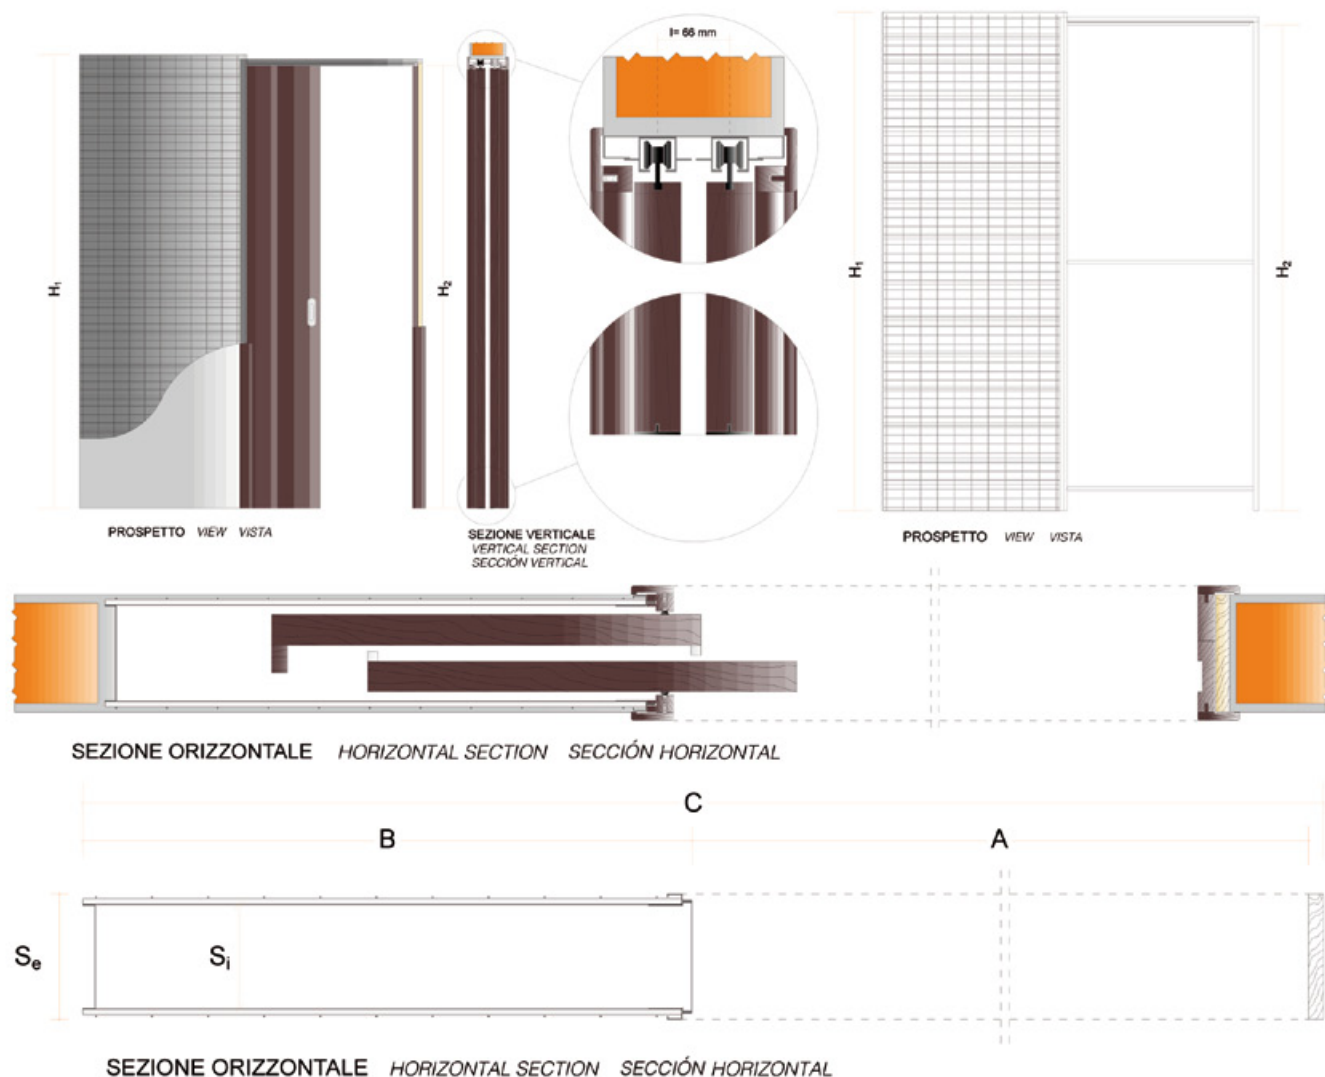 I= 66 mm
H₁
H₂
H₁
H₂
PROSPETTO VIEW VISTA
SEZIONE VERTICALE
VERTICAL SECTION
SECCIÓN VERTICAL
PROSPETTO VIEW VISTA
SEZIONE ORIZZONTALE HORIZONTAL SECTION SECCIÓN HORIZONTAL
C
B A
Sₑ Sᵢ
SEZIONE ORIZZONTALE HORIZONTAL SECTION SECCIÓN HORIZONTAL